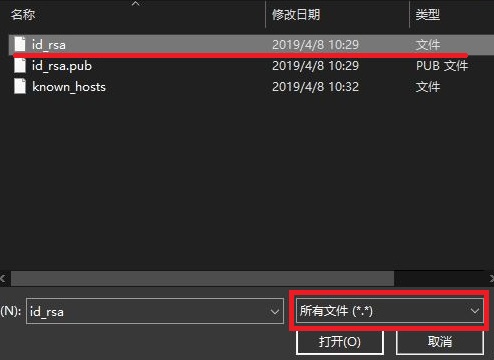 名称 修改日期 类型
id_rsa 2019/4/8 10:29 文件
id_rsa.pub 2019/4/8 10:29 PUB 文件
known_hosts 2019/4/8 10:32 文件
(N): id_rsa 所有文件 (*.*)
打开(O) 取消